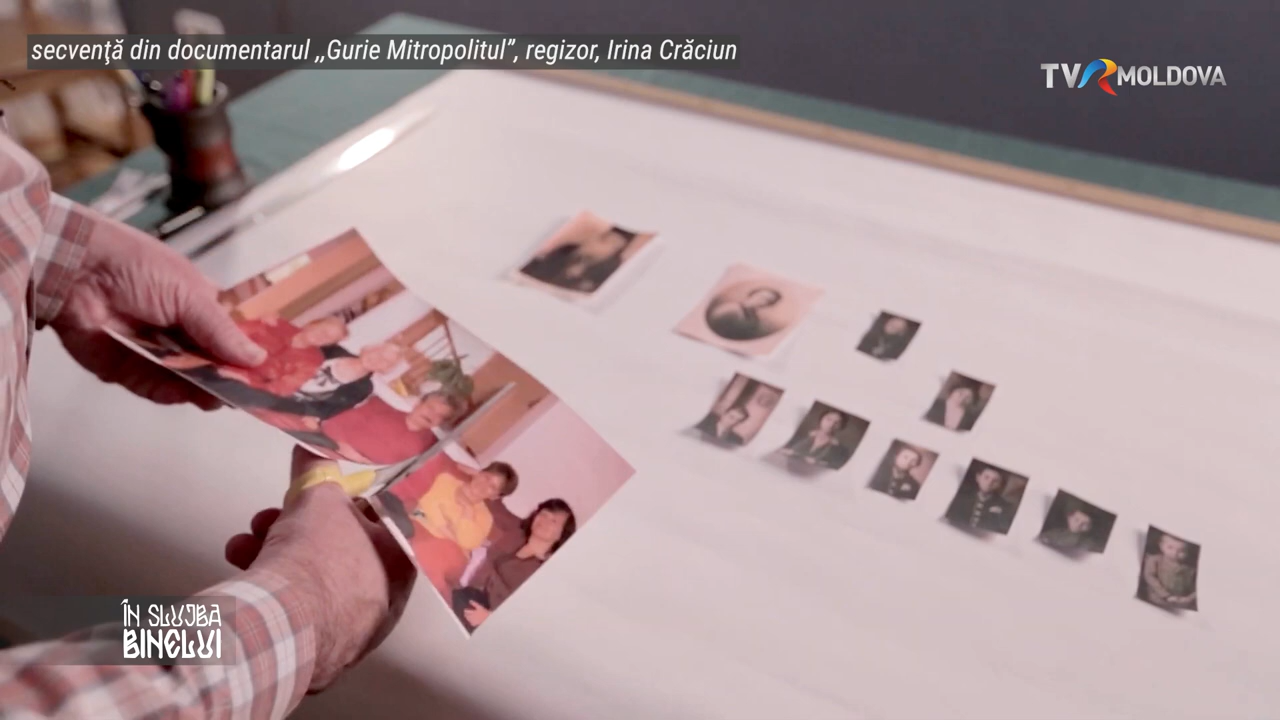 secvenţă din documentarul ,,Gurie Mitropolitul”, regizor, Irina Crăciun
TVR MOLDOVA
ÎN SLUJBA
BINELUI